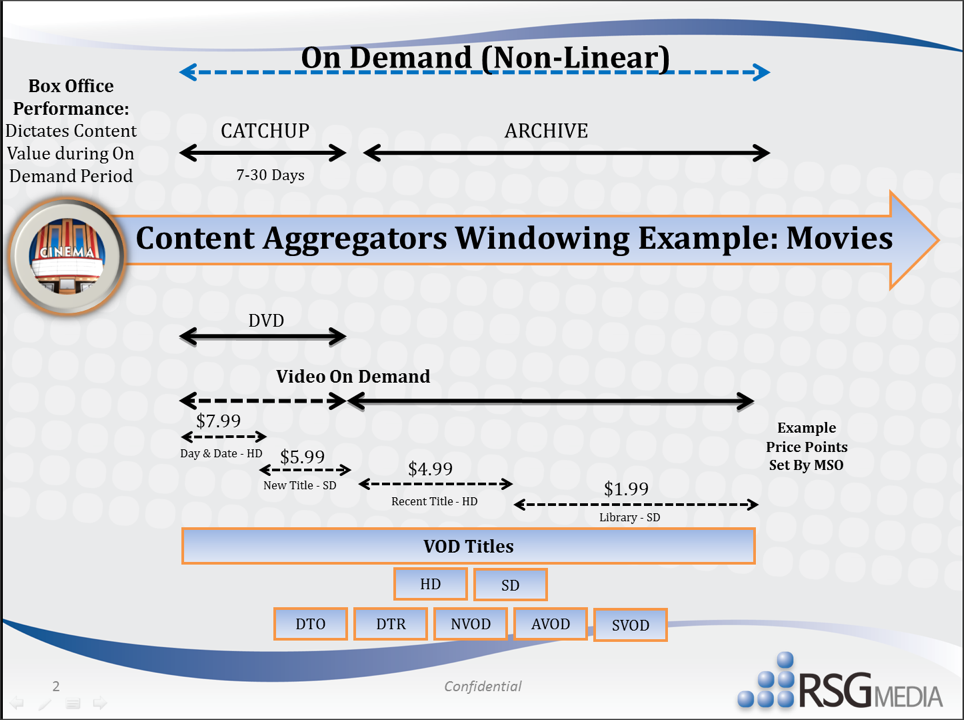 On Demand (Non-Linear)
Box Office
Performance:
Dictates Content
Value during On
Demand Period
CATCHUP
ARCHIVE
7-30 Days
CINEMA
Content Aggregators Windowing Example: Movies
DVD
Video On Demand
$7.99
Day & Date - HD
$5.99
New Title - SD
$4.99
Recent Title - HD
$1.99
Library - SD
Example
Price Points
Set By MSO
VOD Titles
HD
SD
DTO
DTR
NVOD
AVOD
SVOD
2
Confidential
RSG MEDIA